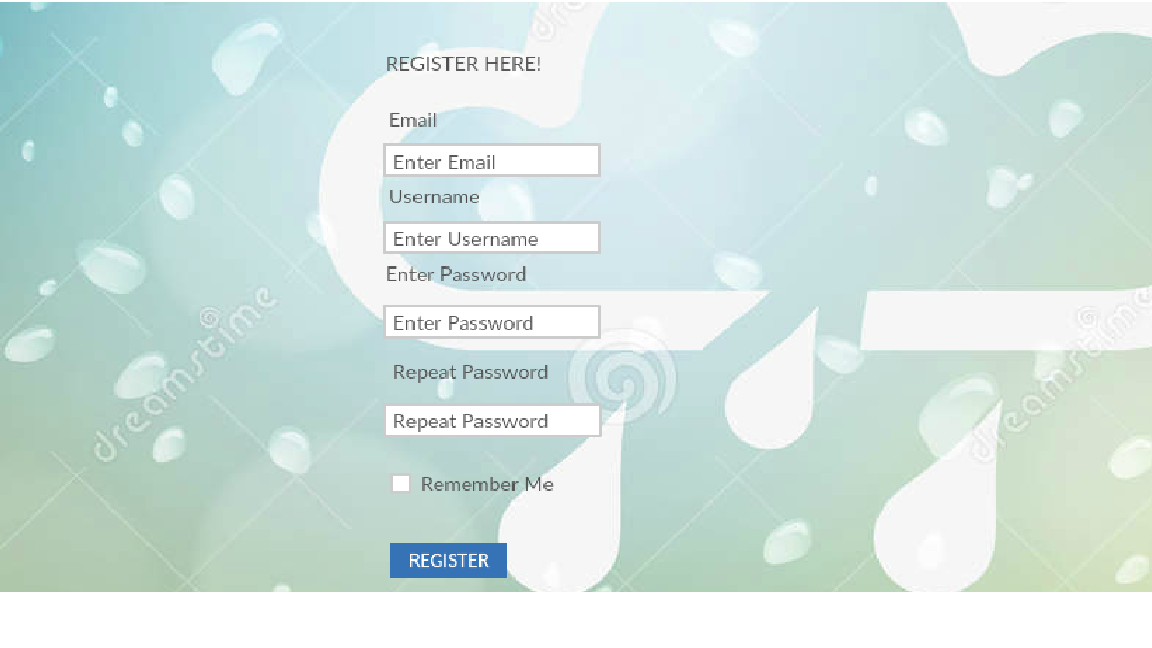 dreamstime
REGISTER HERE!
Email
Enter Email
Username
Enter Username
Enter Password
Enter Password
Repeat Password
Repeat Password
Remember Me
REGISTER
dreamstime
dreamstime